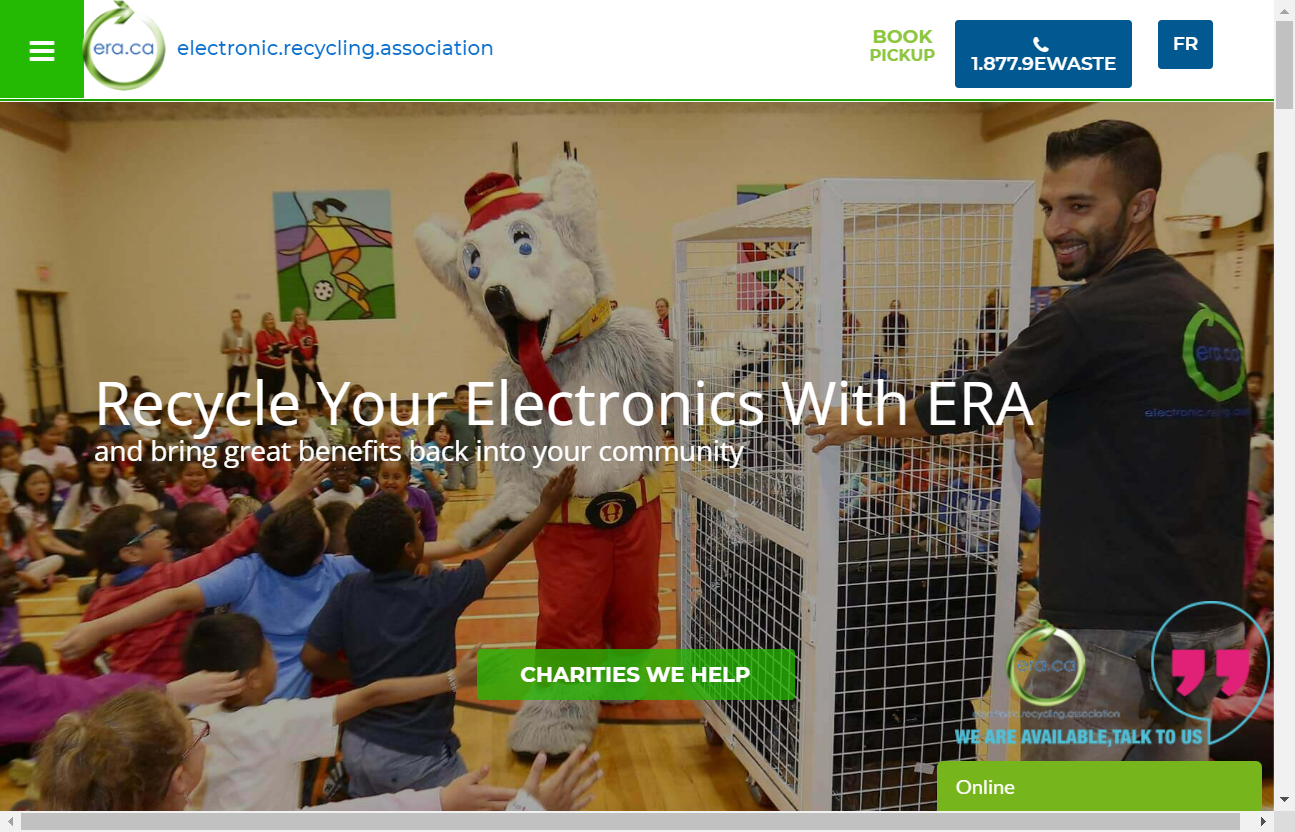 era.ca
electronic.recycling.association
BOOK
PICKUP
1.877.9EWASTE
FR
era.ca
Recycle Your Electronics With ERA
and bring great benefits back into your community
CHARITIES WE HELP
era.ca
electronic.recycling.association
WE ARE AVAILABLE,TALK TO US
Online